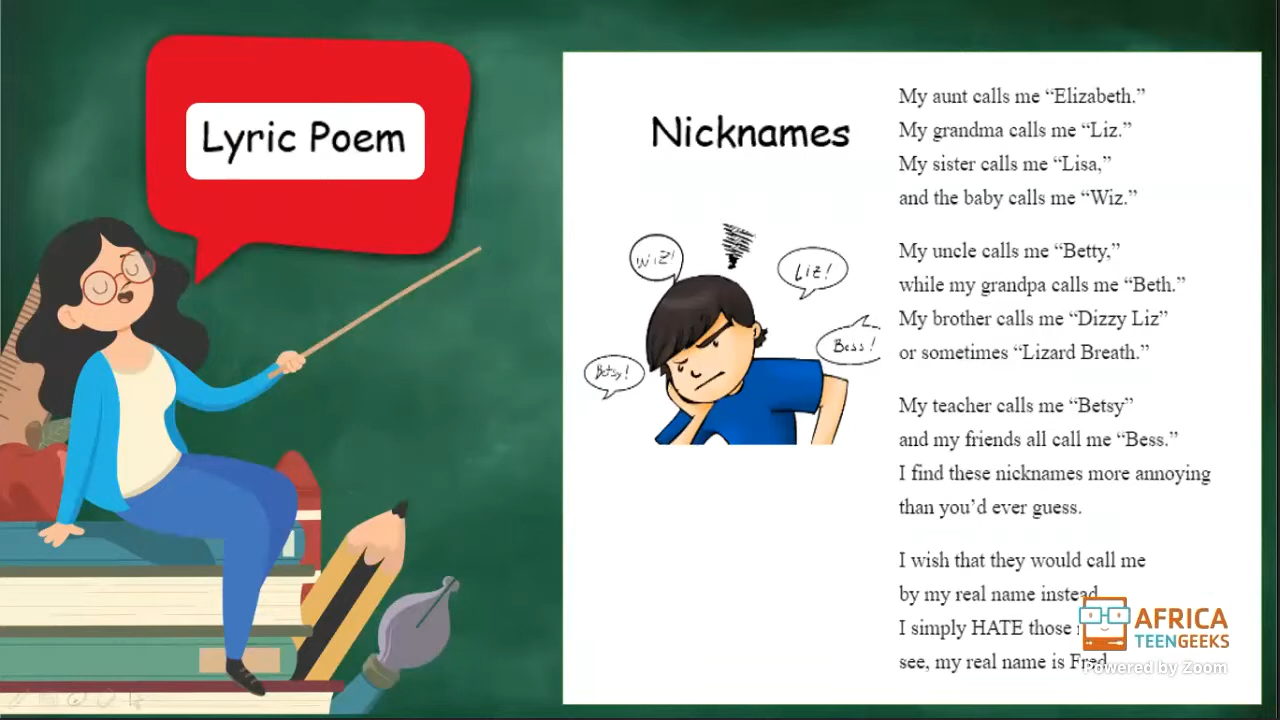 Lyric Poem
Nicknames
WIZ!
Liz!
Bess!
Betsy!
My aunt calls me “Elizabeth.”
My grandma calls me “Liz.”
My sister calls me “Lisa,”
and the baby calls me “Wiz.”
My uncle calls me “Betty,”
while my grandpa calls me “Beth.”
My brother calls me “Dizzy Liz”
or sometimes “Lizard Breath.”
My teacher calls me “Betsy”
and my friends all call me “Bess.”
I find these nicknames more annoying
than you’d ever guess.
I wish that they would call me
by my real name instead
I simply HATE those
see, my real name is Fred
AFRICA
TEENGEEKS
Powered by Zoom